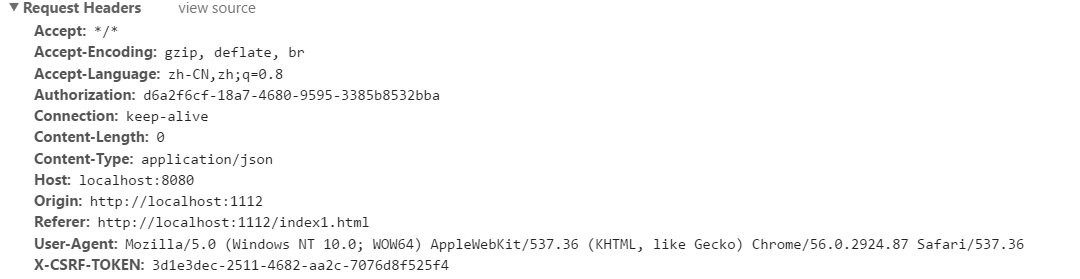 ▼ Request Headers view source
Accept: */*
Accept-Encoding: gzip, deflate, br
Accept-Language: zh-CN,zh;q=0.8
Authorization: d6a2f6cf-18a7-4680-9595-3385b8532bba
Connection: keep-alive
Content-Length: 0
Content-Type: application/json
Host: localhost:8080
Origin: http://localhost:1112
Referer: http://localhost:1112/index1.html
User-Agent: Mozilla/5.0 (Windows NT 10.0; WOW64) AppleWebKit/537.36 (KHTML, like Gecko) Chrome/56.0.2924.87 Safari/537.36
X-CSRF-TOKEN: 3d1e3dec-2511-4682-aa2c-7076d8f525f4